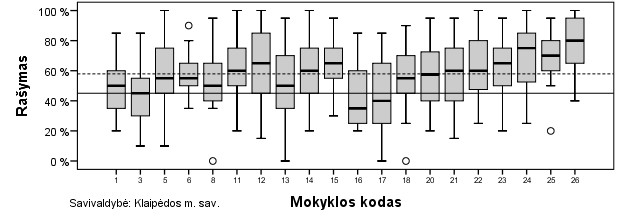 100 %
80 %
60 %
40 %
20 %
0 %
Rašymas
1 3 5 6 8 11 12 13 14 15 16 17 18 20 21 22 23 24 25 26
Savivaldybė: Klaipėdos m. sav.
Mokyklos kodas